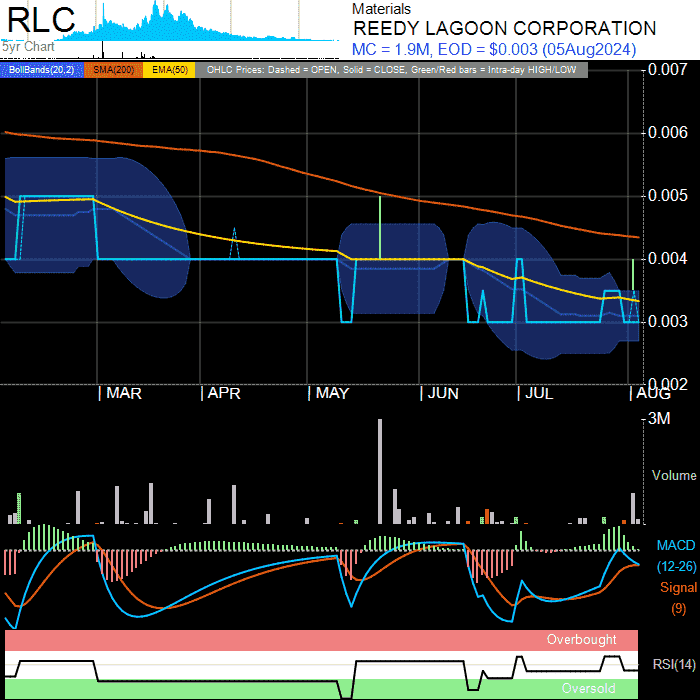 RLC
5yr Chart
Materials
REEDY LAGOON CORPORATION
MC = 1.9M, EOD = $0.003 (05Aug2024)
BollBands(20,2) SMA(200) EMA(50) OHLC Prices: Dashed = OPEN, Solid = CLOSE, Green/Red bars = Intra-day HIGH/LOW
0.007
0.006
0.005
0.004
0.003
0.002
| MAR | APR | MAY | JUN | JUL | AUG
3M
Volume
MACD
(12-26)
Signal
(9)
Overbought
RSI(14)
Oversold